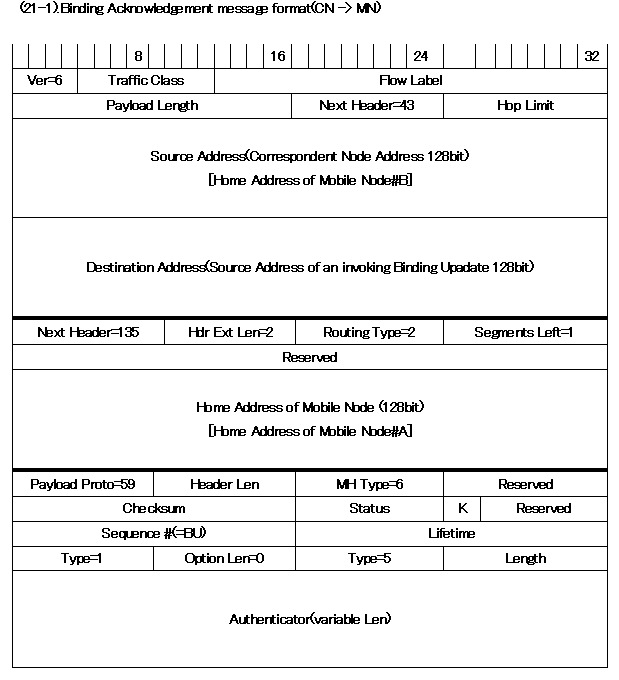 (21-1).Binding Acknowledgement message format(CN -> MN)
8 16 24 32
Ver=6 Traffic Class Flow Label
Payload Length Next Header=43 Hop Limit
Source Address(Correspondent Node Address 128bit)
[Home Address of Mobile Node#B]
Destination Address(Source Address of an invoking Binding Upadate 128bit)
Next Header=135 Hdr Ext Len=2 Routing Type=2 Segments Left=1
Reserved
Home Address of Mobile Node (128bit)
[Home Address of Mobile Node#A]
Payload Proto=59 Header Len MH Type=6 Reserved
Checksum Status K Reserved
Sequence #(=BU) Lifetime
Type=1 Option Len=0 Type=5 Length
Authenticator(variable Len)